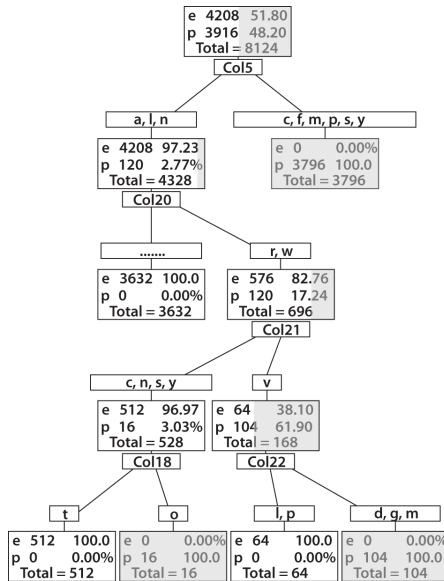 e 4208 51.80
p 3916 48.20
Total = 8124
Col5
a, l, n
c, f, m, p, s, y
e 4208 97.23
p 120 2.77%
Total = 4328
e 0 0.00%
p 3796 100.0
Total = 3796
Col20
.......
r, w
e 3632 100.0
p 0 0.00%
Total = 3632
e 576 82.76
p 120 17.24
Total = 696
Col21
c, n, s, y
v
e 512 96.97
p 16 3.03%
Total = 528
e 64 38.10
p 104 61.90
Total = 168
Col18
Col22
t
o
l, p
d, g, m
e 512 100.0
p 0 0.00%
Total = 512
e 0 0.00%
p 16 100.0
Total = 16
e 64 100.0
p 0 0.00%
Total = 64
e 0 0.00%
p 104 100.0
Total = 104